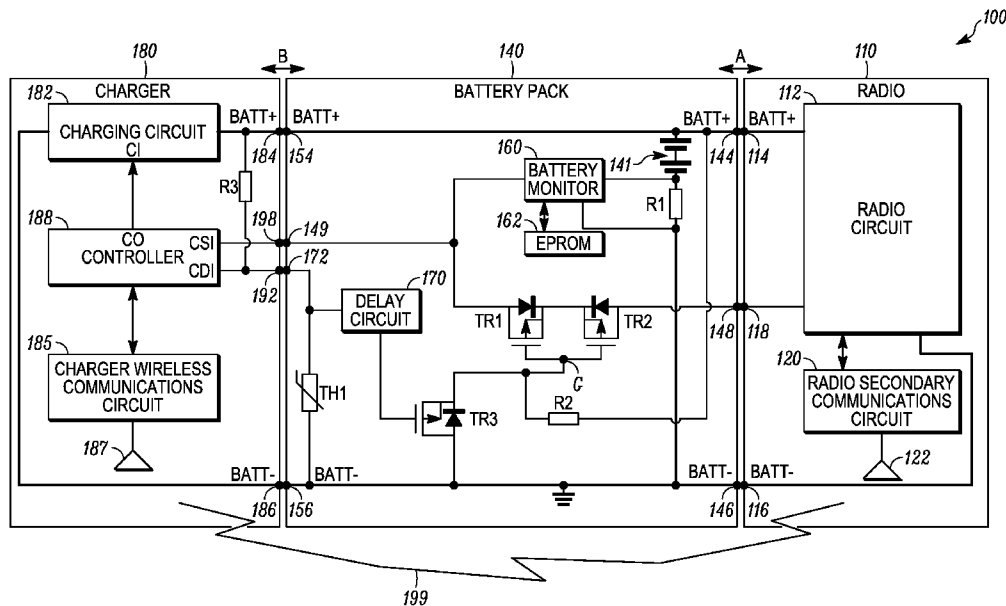 100
180
B
140
A
110
CHARGER
BATTERY PACK
RADIO
182
CHARGING CIRCUIT
CI
BATT+
BATT+
BATT+
BATT+
184
154
144
114
112
RADIO
CIRCUIT
160
BATTERY
MONITOR
141
R1
R3
188
CO
CONTROLLER
CSI
CDI
198
149
172
192
162
EPROM
170
DELAY
CIRCUIT
TR1
TR2
148
118
G
185
CHARGER WIRELESS
COMMUNICATIONS
CIRCUIT
TH1
TR3
R2
120
RADIO SECONDARY
COMMUNICATIONS
CIRCUIT
187
122
BATT-
BATT-
BATT-
BATT-
186
156
146
116
199